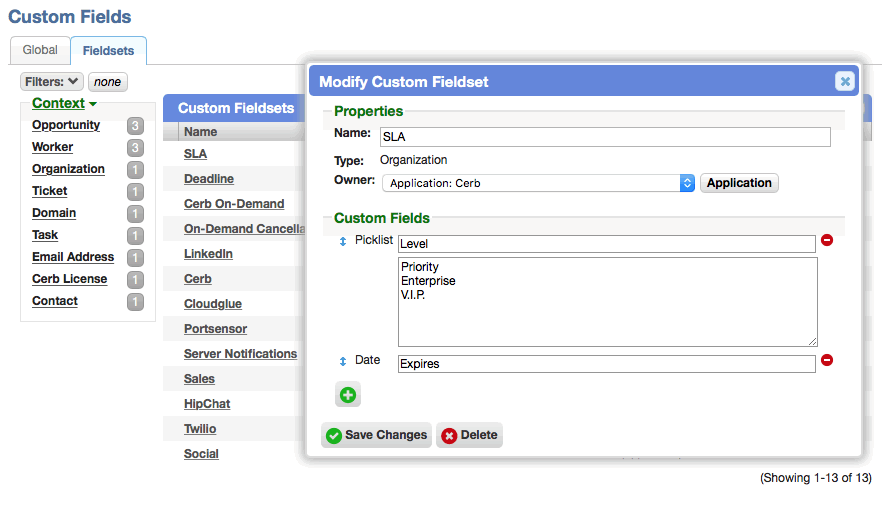 Custom Fields
Global
Fieldsets
Filters:
none
Context
Opportunity 3
Worker 3
Organization 1
Ticket 1
Domain 1
Task 1
Email Address 1
Cerb License 1
Contact 1
Custom Fieldsets
Name
SLA
Deadline
Cerb On-Demand
On-Demand Cancella
LinkedIn
Cerb
Cloudglue
Portsensor
Server Notifications
Sales
HipChat
Twilio
Social
(Showing 1-13 of 13)
Modify Custom Fieldset
Properties
Name: SLA
Type: Organization
Owner: Application: Cerb Application
Custom Fields
Picklist Level
Priority
Enterprise
V.I.P.
Date Expires
Save Changes Delete